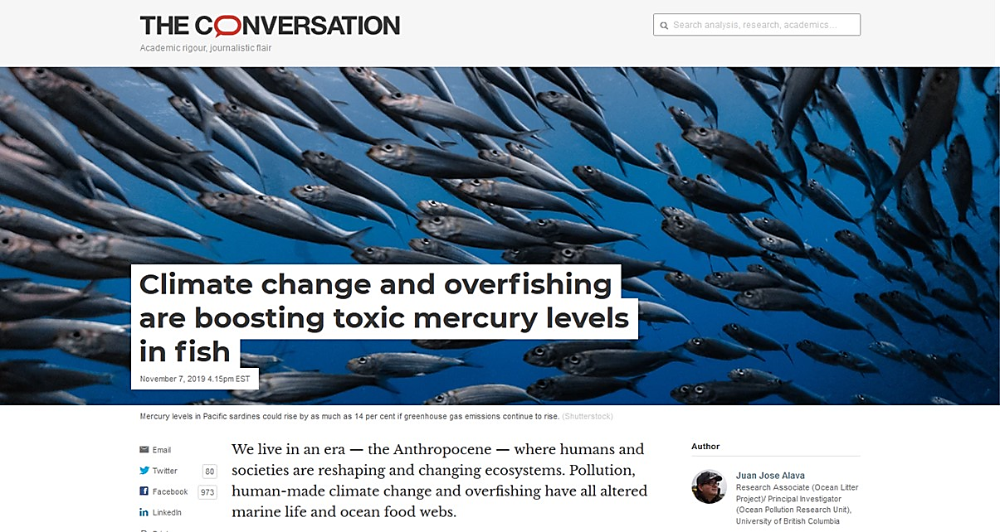 THE CONVERSATION
Academic rigour, journalistic flair
Search analysis, research, academics...
Climate change and overfishing
are boosting toxic mercury levels
in fish
November 7, 2019 4.15pm EST
Mercury levels in Pacific sardines could rise by as much as 14 per cent if greenhouse gas emissions continue to rise. (Shutterstock)
Email
Twitter 80
Facebook 973
LinkedIn
We live in an era — the Anthropocene — where humans and
societies are reshaping and changing ecosystems. Pollution,
human-made climate change and overfishing have all altered
marine life and ocean food webs.
Author
Juan Jose Alava
Research Associate (Ocean Litter
Project)/ Principal Investigator
(Ocean Pollution Research Unit),
University of British Columbia